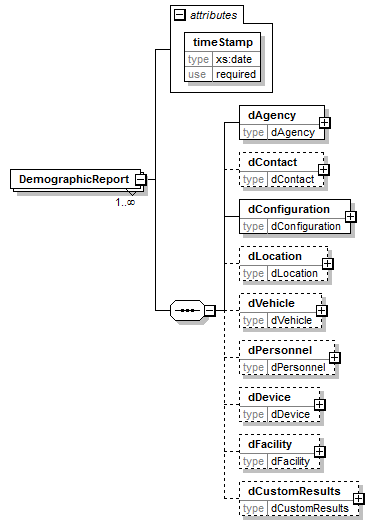 attributes
timeStamp
type xs:date
use required
DemographicReport
1..∞
dAgency
type dAgency
dContact
type dContact
dConfiguration
type dConfiguration
dLocation
type dLocation
dVehicle
type dVehicle
dPersonnel
type dPersonnel
dDevice
type dDevice
dFacility
type dFacility
dCustomResults
type dCustomResults